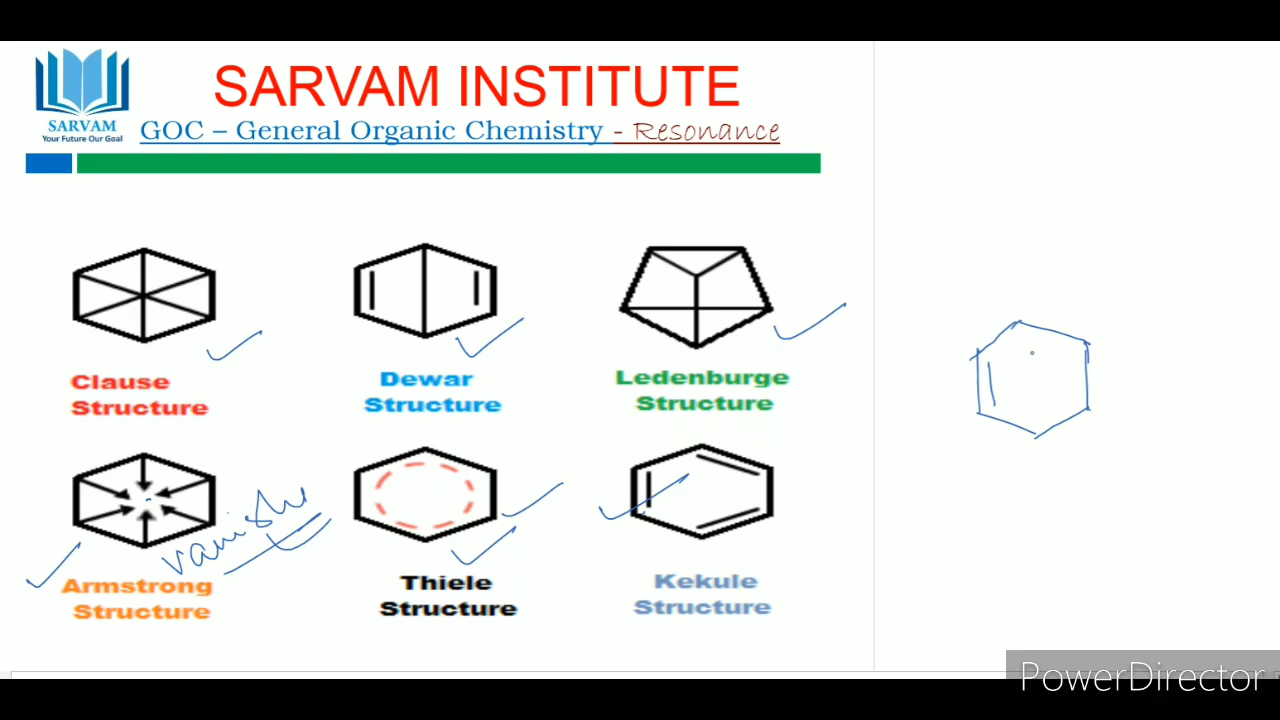 SARVAM INSTITUTE
SARVAM
Your Future Our Goal
GOC – General Organic Chemistry - Resonance
Clause
Structure
Dewar
Structure
Ledenburge
Structure
vanishe
Armstrong
Structure
Thiele
Structure
Kekule
Structure
PowerDirector